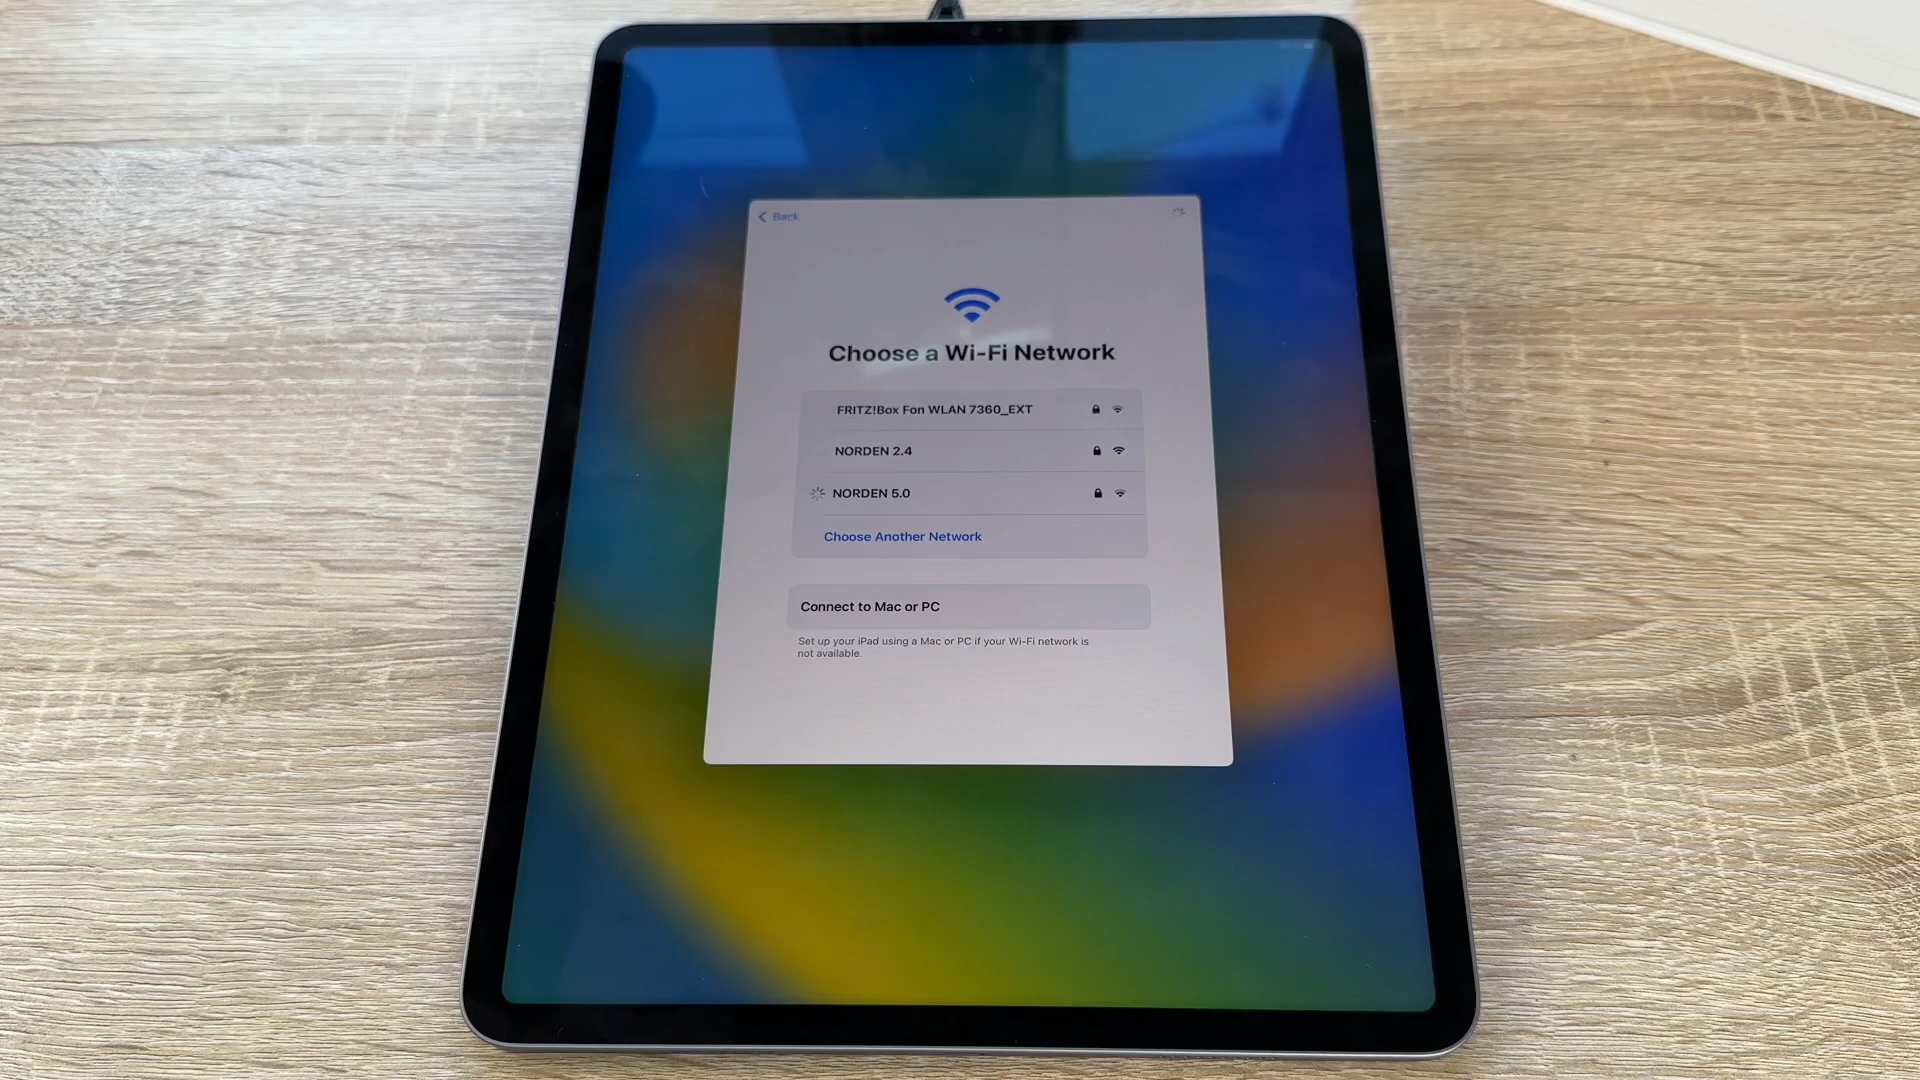 Back
Choose a Wi-Fi Network
FRITZ!Box Fon WLAN 7360_EXT
NORDEN 2.4
NORDEN 5.0
Choose Another Network
Connect to Mac or PC
Set up your iPad using a Mac or PC if your Wi-Fi network is
not available.